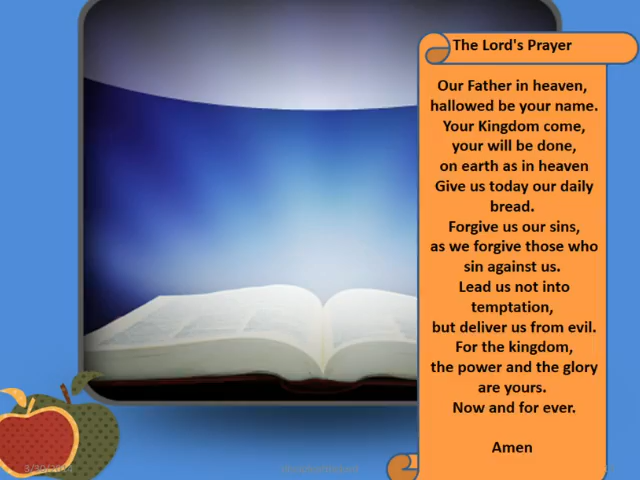 The Lord's Prayer
Our Father in heaven,
hallowed be your name.
Your Kingdom come,
your will be done,
on earth as in heaven
Give us today our daily
bread.
Forgive us our sins,
as we forgive those who
sin against us.
Lead us not into
temptation,
but deliver us from evil.
For the kingdom,
the power and the glory
are yours.
Now and for ever.
Amen